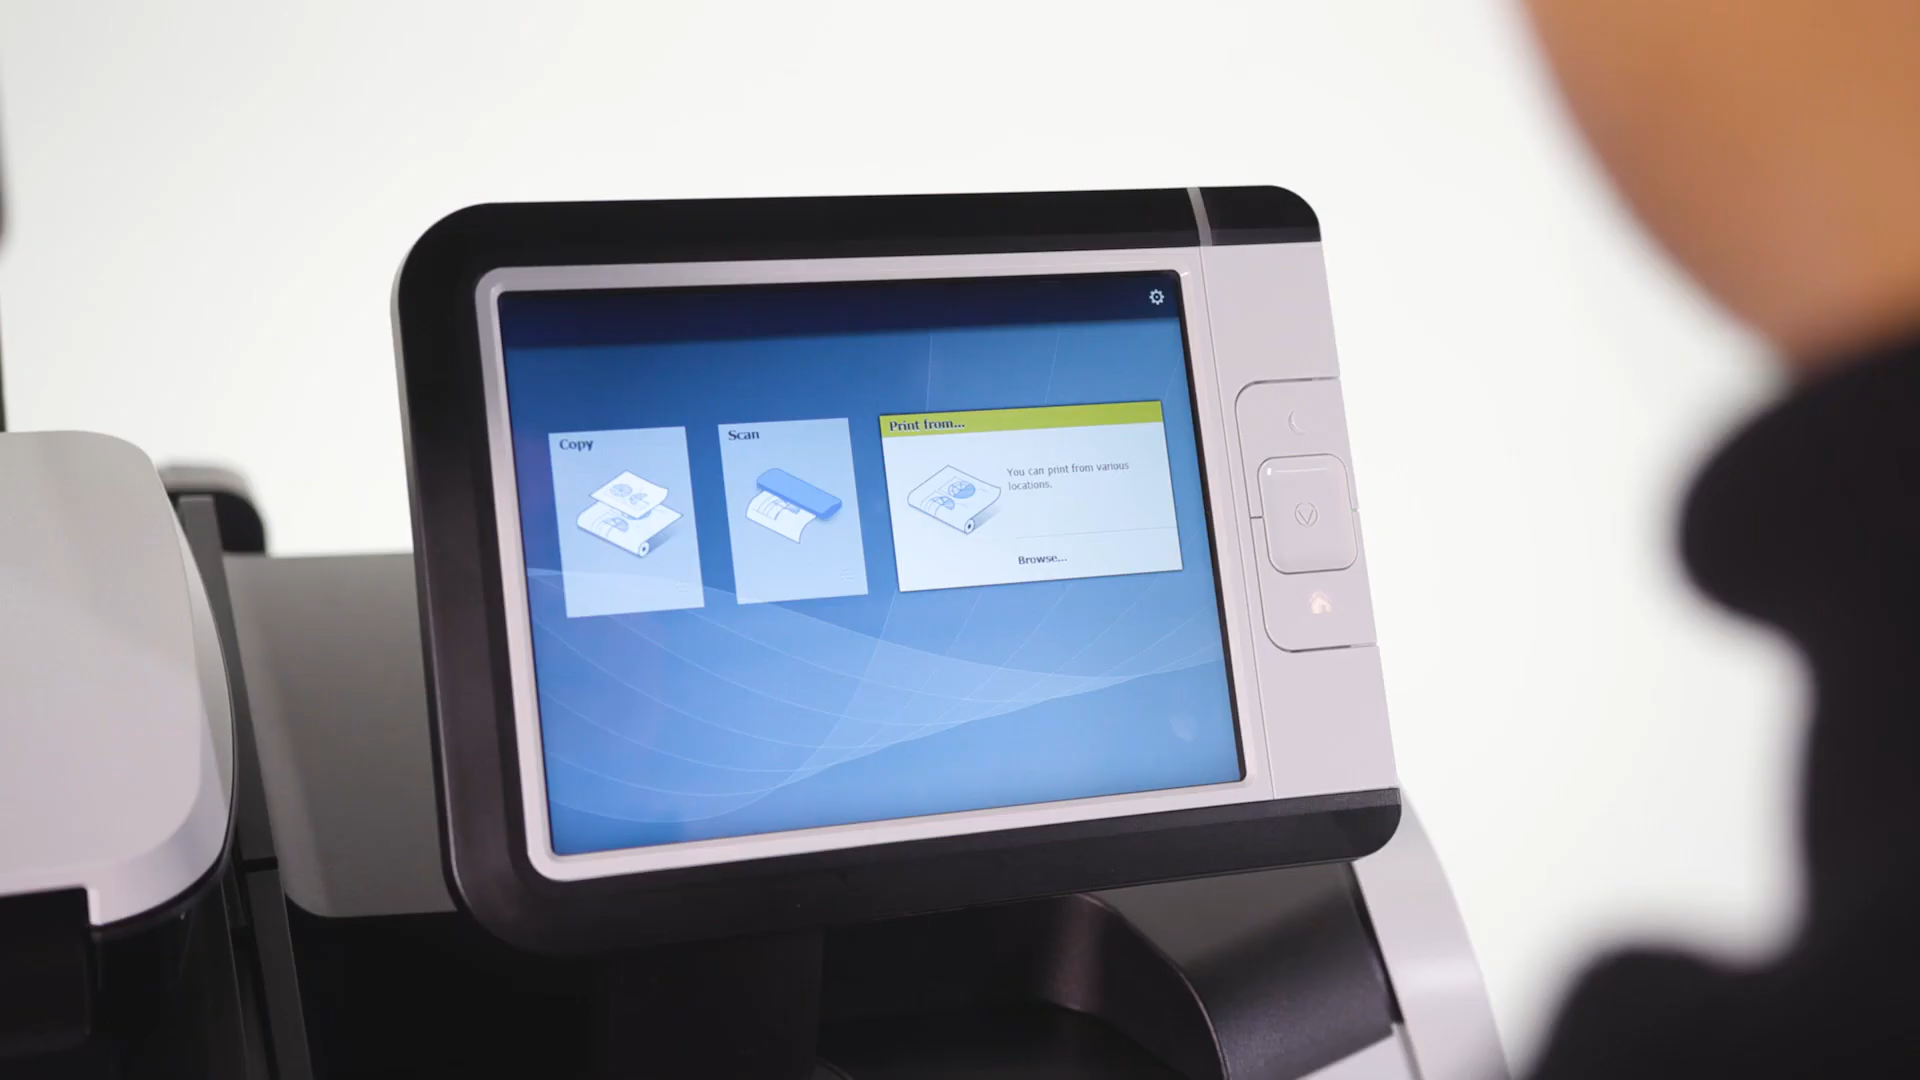 Copy
Scan
Print from...
You can print from various
locations.
Browse...